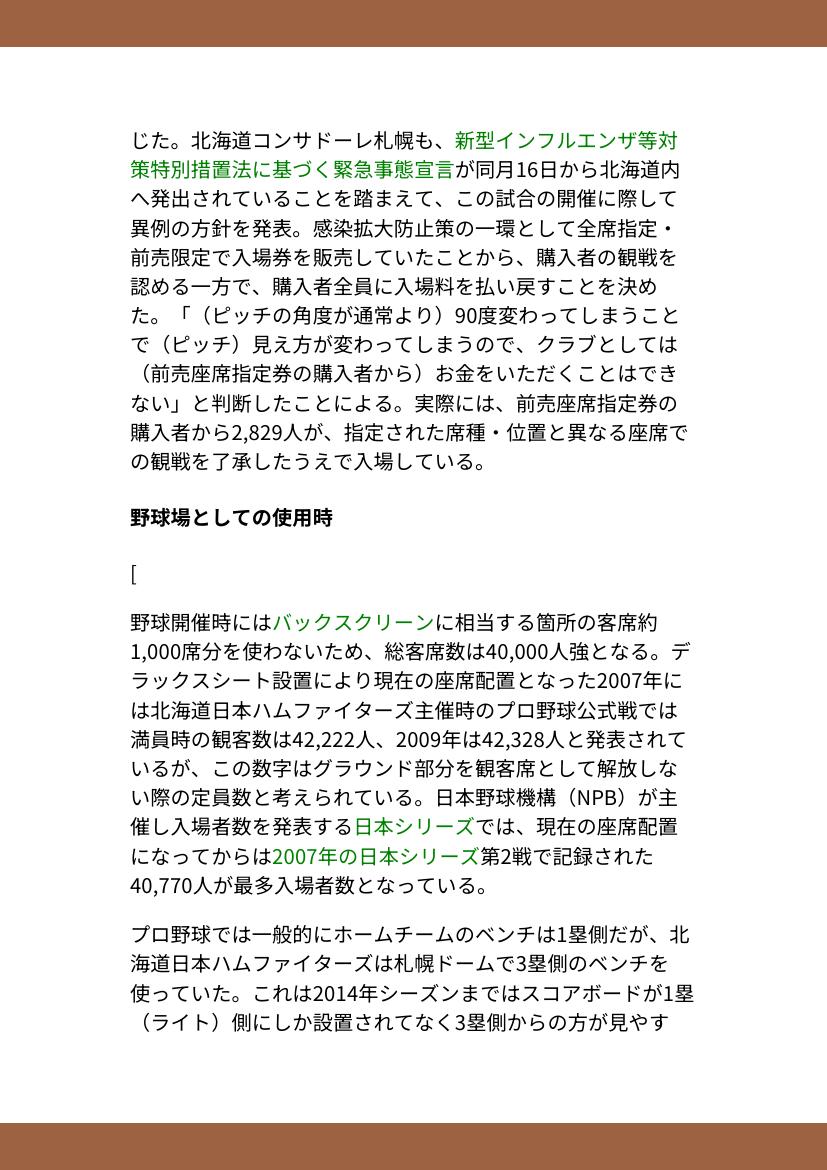 じた。北海道コンサドーレ札幌も、新型インフルエンザ等対
策特別措置法に基づく緊急事態宣言が同月16日から北海道内
へ発出されていることを踏まえて、この試合の開催に際して
異例の方針を発表。感染拡大防止策の一環として全席指定・
前売限定で入場券を販売していたことから、購入者の観戦を
認める一方で、購入者全員に入場料を払い戻すことを決め
た。「（ピッチの角度が通常より）90度変わってしまうこと
で（ピッチ）見え方が変わってしまうので、クラブとしては
（前売座席指定券の購入者から）お金をいただくことはでき
ない」と判断したことによる。実際には、前売座席指定券の
購入者から2,829人が、指定された席種・位置と異なる座席で
の観戦を了承したうえで入場している。
野球場としての使用時
[
野球開催時にはバックスクリーンに相当する箇所の客席約
1,000席分を使わないため、総客席数は40,000人強となる。デ
ラックスシート設置により現在の座席配置となった2007年に
は北海道日本ハムファイターズ主催時のプロ野球公式戦では
満員時の観客数は42,222人、2009年は42,328人と発表されて
いるが、この数字はグラウンド部分を観客席として解放しな
い際の定員数と考えられている。日本野球機構（NPB）が主
催し入場者数を発表する日本シリーズでは、現在の座席配置
になってからは2007年の日本シリーズ第2戦で記録された
40,770人が最多入場者数となっている。
プロ野球では一般的にホームチームのベンチは1塁側だが、北
海道日本ハムファイターズは札幌ドームで3塁側のベンチを
使っていた。これは2014年シーズンまではスコアボードが1塁
（ライト）側にしか設置されてなく3塁側からの方が見やす